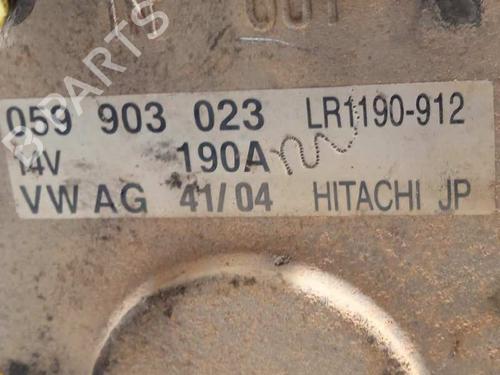 B-PARTS
059 903 023 LR1190-912
14V 190A
VW AG 41/04 HITACHI JP